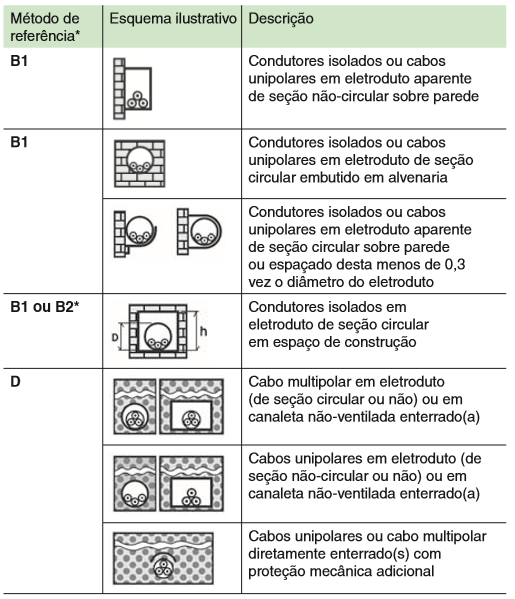 Método de
referência*
Esquema ilustrativo
Descrição
B1
Condutores isolados ou cabos
unipolares em eletroduto aparente
de seção não-circular sobre parede
B1
Condutores isolados ou cabos
unipolares em eletroduto de seção
circular embutido em alvenaria
Condutores isolados ou cabos
unipolares em eletroduto aparente
de seção circular sobre parede
ou espaçado desta menos de 0,3
vez o diâmetro do eletroduto
B1 ou B2*
D
h
Condutores isolados em
eletroduto de seção circular
em espaço de construção
D
Cabo multipolar em eletroduto
(de seção circular ou não) ou em
canaleta não-ventilada enterrado(a)
Cabos unipolares em eletroduto (de
seção não-circular ou não) ou em
canaleta não-ventilada enterrado(a)
Cabos unipolares ou cabo multipolar
diretamente enterrado(s) com
proteção mecânica adicional